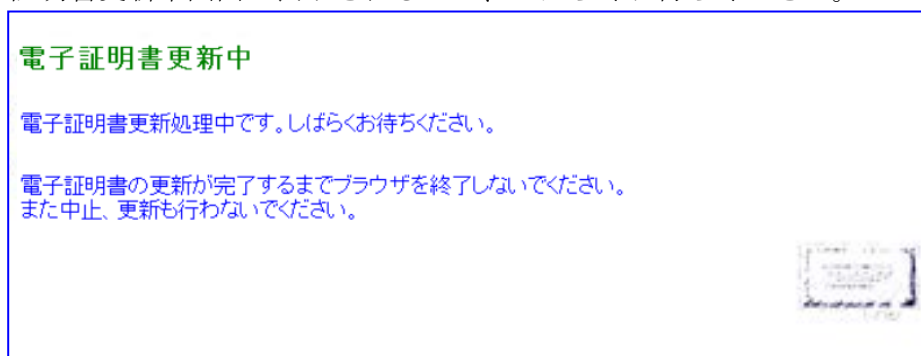 電子証明書更新中
電子証明書更新処理中です。しばらくお待ちください。
電子証明書の更新が完了するまでブラウザを終了しないでください。
また中止、更新も行わないでください。